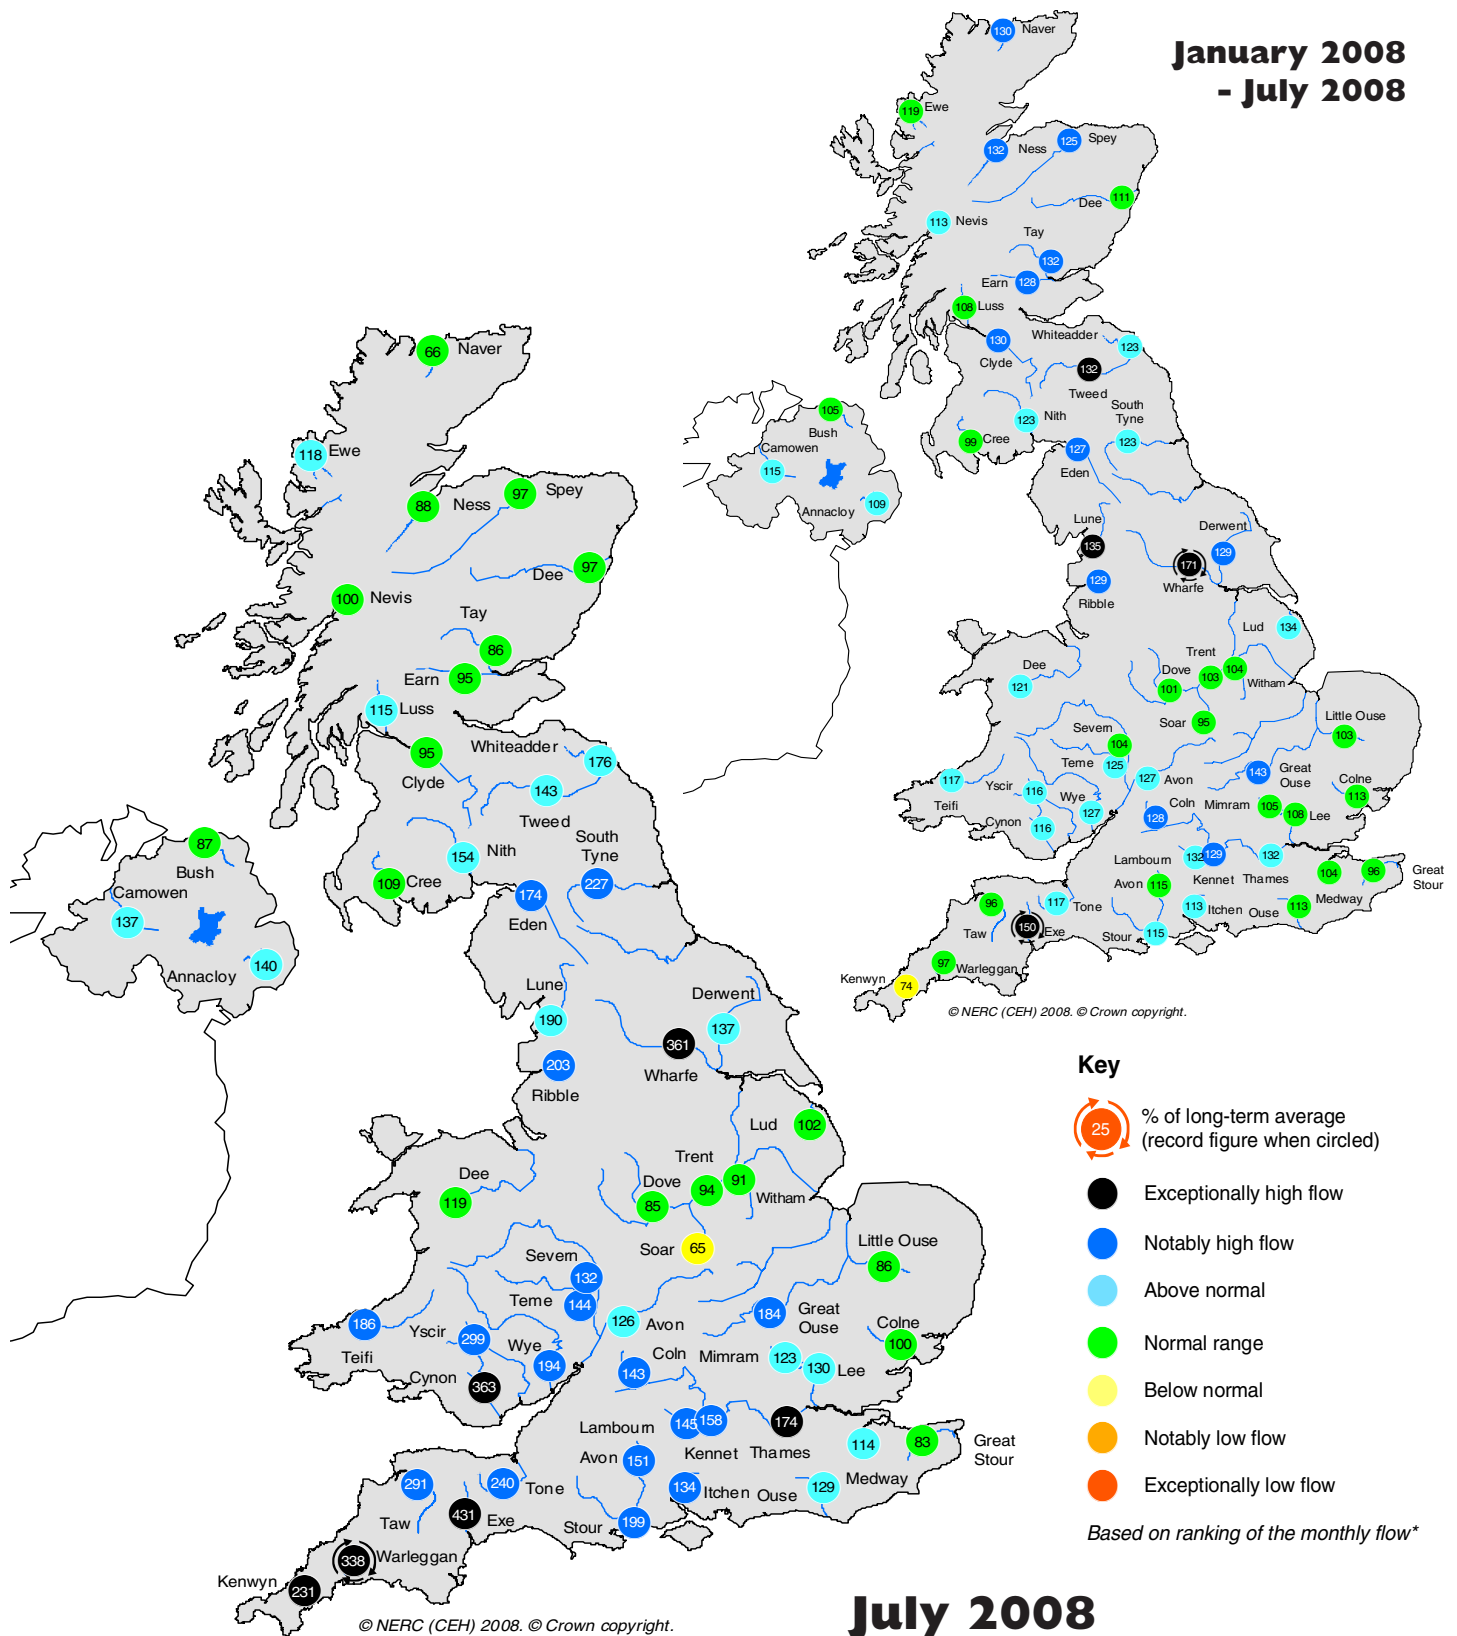 January 2008
- July 2008
130 Naver
119 Ewe
132 Ness
125 Spey
Dee 111
113 Nevis
Tay
132
Earn 128
108 Luss
130
Clyde
Whiteadder
123
132
Tweed
123 Nith
South
Tyne
123
99 Cree
127
Eden
105
Bush
Camowen
115
Annacloy 109
Lune
135
Derwent
129
171
Wharfe
129
Ribble
Lud 134
Trent
Dee
121
Dove
101
103
104
Witham
Soar 95
Little Ouse
103
Severn
104
Teme 125
127 Avon
143 Great
Ouse
Colne
113
117
Teifi
Yscir 116
Wye
127
Cynon 116
Coln
128
Mimram 105
108 Lee
Lambourn 132
129
Kennet
132
Thames
104
Medway
96
Great
Stour
Avon 115
113 Itchen
Ouse 113
96
Taw
117 Tone
150 Exe
Stour 115
97 Warleggan
Kenwyn
74
© NERC (CEH) 2008. © Crown copyright.
66 Naver
118 Ewe
88 Ness
97 Spey
Dee 97
100 Nevis
Tay
86
Earn 95
115 Luss
95
Clyde
Whiteadder
176
143
Tweed
154 Nith
South
Tyne
227
109 Cree
174
Eden
87
Bush
Camowen
137
Annacloy 140
Lune
190
Derwent
137
361
Wharfe
203
Ribble
Lud 102
Trent
Dee
119
Dove
85
94
91
Witham
Soar 65
Little Ouse
86
Severn
132
Teme 144
126 Avon
184 Great
Ouse
Colne
100
186
Teifi
Yscir 299
Wye
194
Cynon 363
Coln
143
Mimram 123
130 Lee
Lambourn 145
158
Kennet
174
Thames
114
Medway
83
Great
Stour
Avon 151
134 Itchen
Ouse 129
291
Taw
240 Tone
431 Exe
Stour 199
338 Warleggan
Kenwyn
231
© NERC (CEH) 2008. © Crown copyright.
July 2008
Key
25 % of long-term average
(record figure when circled)
Exceptionally high flow
Notably high flow
Above normal
Normal range
Below normal
Notably low flow
Exceptionally low flow
Based on ranking of the monthly flow*